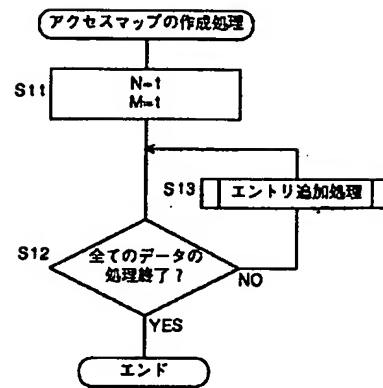 アクセスマップの作成処理
S11
N=1
M=1
S13
エントリ追加処理
S12
全てのデータの
処理終了?
NO
YES
エンド